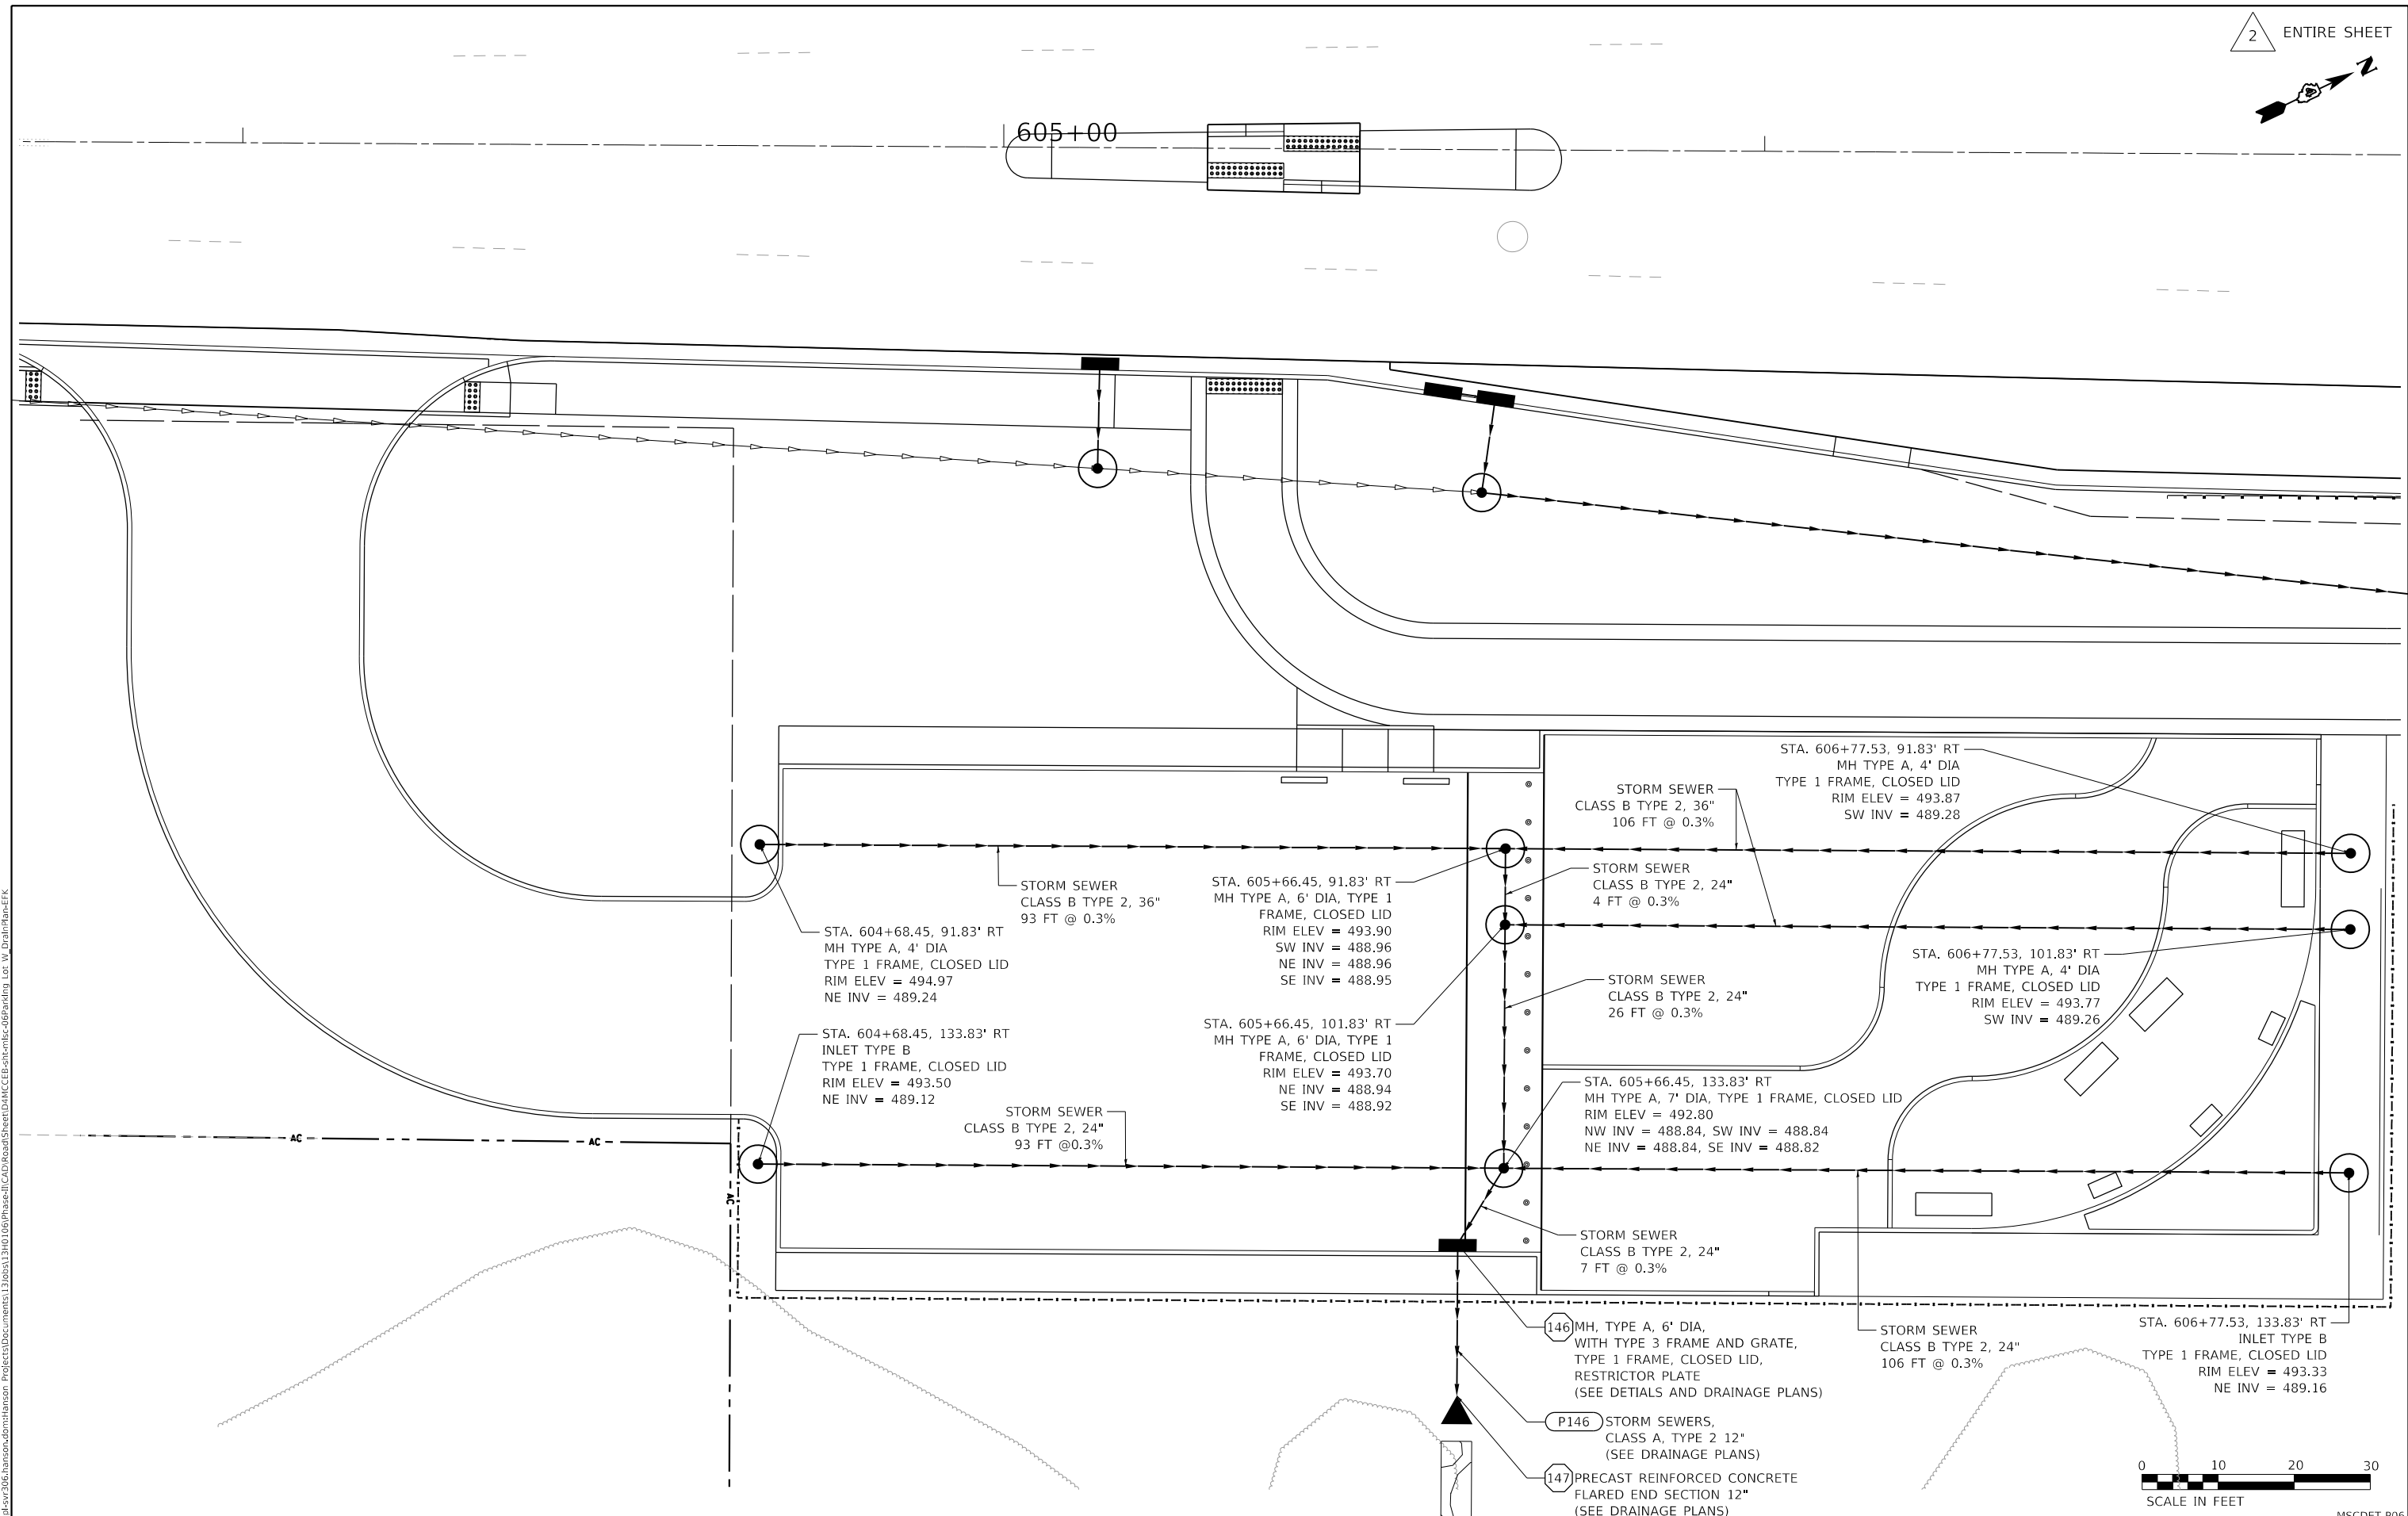 2 ENTIRE SHEET
N
605+00
STA. 606+77.53, 91.83' RT
MH TYPE A, 4' DIA
TYPE 1 FRAME, CLOSED LID
RIM ELEV = 493.87
SW INV = 489.28
STORM SEWER
CLASS B TYPE 2, 36"
106 FT @ 0.3%
STORM SEWER
CLASS B TYPE 2, 24"
4 FT @ 0.3%
STORM SEWER
CLASS B TYPE 2, 36"
93 FT @ 0.3%
STA. 605+66.45, 91.83' RT
MH TYPE A, 6' DIA, TYPE 1
FRAME, CLOSED LID
RIM ELEV = 493.90
SW INV = 488.96
NE INV = 488.96
SE INV = 488.95
STA. 604+68.45, 91.83' RT
MH TYPE A, 4' DIA
TYPE 1 FRAME, CLOSED LID
RIM ELEV = 494.97
NE INV = 489.24
STA. 606+77.53, 101.83' RT
MH TYPE A, 4' DIA
TYPE 1 FRAME, CLOSED LID
RIM ELEV = 493.77
SW INV = 489.26
STORM SEWER
CLASS B TYPE 2, 24"
26 FT @ 0.3%
STA. 605+66.45, 101.83' RT
MH TYPE A, 6' DIA, TYPE 1
FRAME, CLOSED LID
RIM ELEV = 493.70
NE INV = 488.94
SE INV = 488.92
STA. 604+68.45, 133.83' RT
INLET TYPE B
TYPE 1 FRAME, CLOSED LID
RIM ELEV = 493.50
NE INV = 489.12
STORM SEWER
CLASS B TYPE 2, 24"
93 FT @0.3%
STA. 605+66.45, 133.83' RT
MH TYPE A, 7' DIA, TYPE 1 FRAME, CLOSED LID
RIM ELEV = 492.80
NW INV = 488.84, SW INV = 488.84
NE INV = 488.84, SE INV = 488.82
AC
AC
AC
STORM SEWER
CLASS B TYPE 2, 24"
7 FT @ 0.3%
146 MH, TYPE A, 6' DIA,
WITH TYPE 3 FRAME AND GRATE,
TYPE 1 FRAME, CLOSED LID,
RESTRICTOR PLATE
(SEE DETIALS AND DRAINAGE PLANS)
STORM SEWER
CLASS B TYPE 2, 24"
106 FT @ 0.3%
STA. 606+77.53, 133.83' RT
INLET TYPE B
TYPE 1 FRAME, CLOSED LID
RIM ELEV = 493.33
NE INV = 489.16
P146 STORM SEWERS,
CLASS A, TYPE 2 12"
(SEE DRAINAGE PLANS)
147 PRECAST REINFORCED CONCRETE
FLARED END SECTION 12"
(SEE DRAINAGE PLANS)
0 10 20 30
SCALE IN FEET